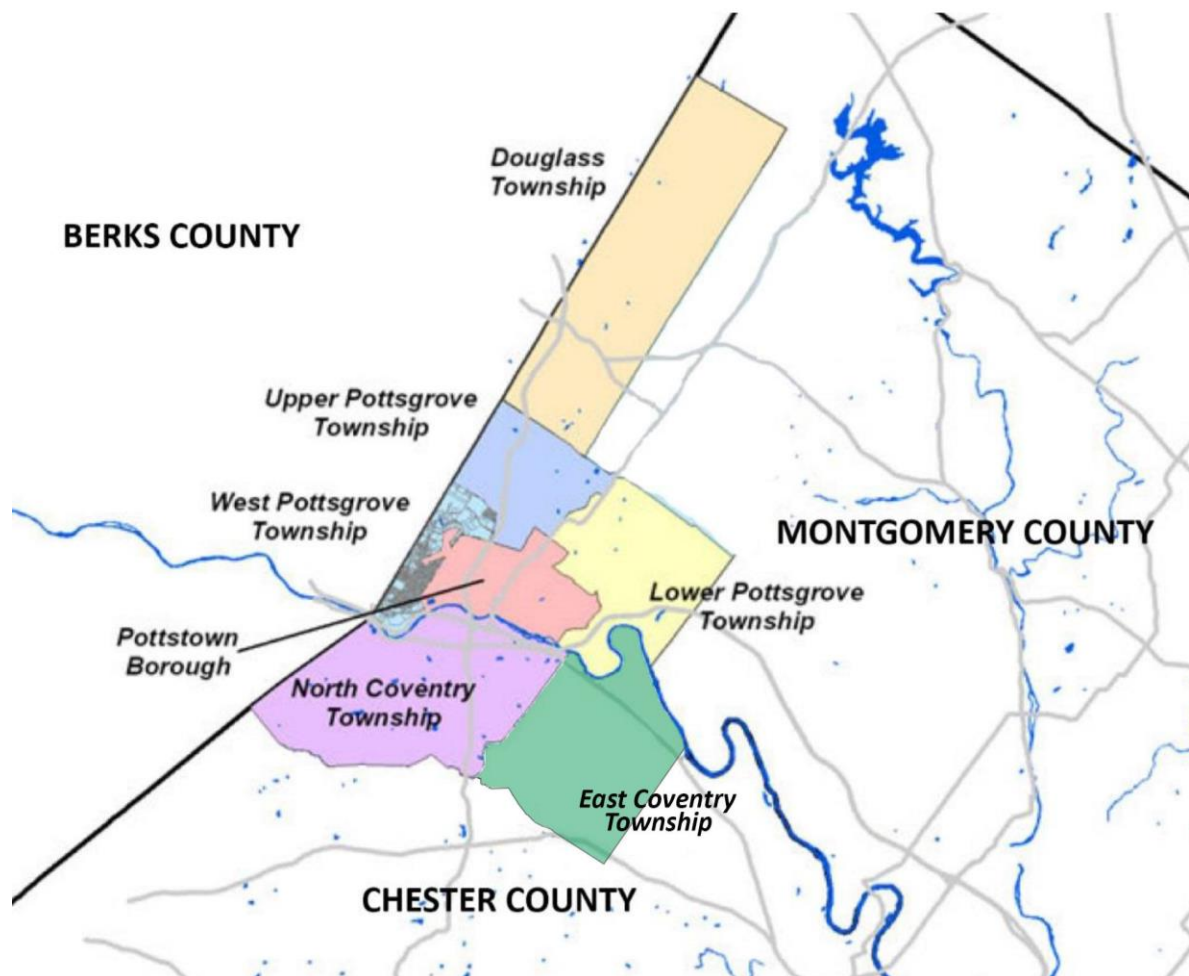 Douglass
Township
BERKS COUNTY
Upper Pottsgrove
Township
West Pottsgrove
Township
MONTGOMERY COUNTY
Lower Pottsgrove
Township
Pottstown
Borough
North Coventry
Township
East Coventry
Township
CHESTER COUNTY